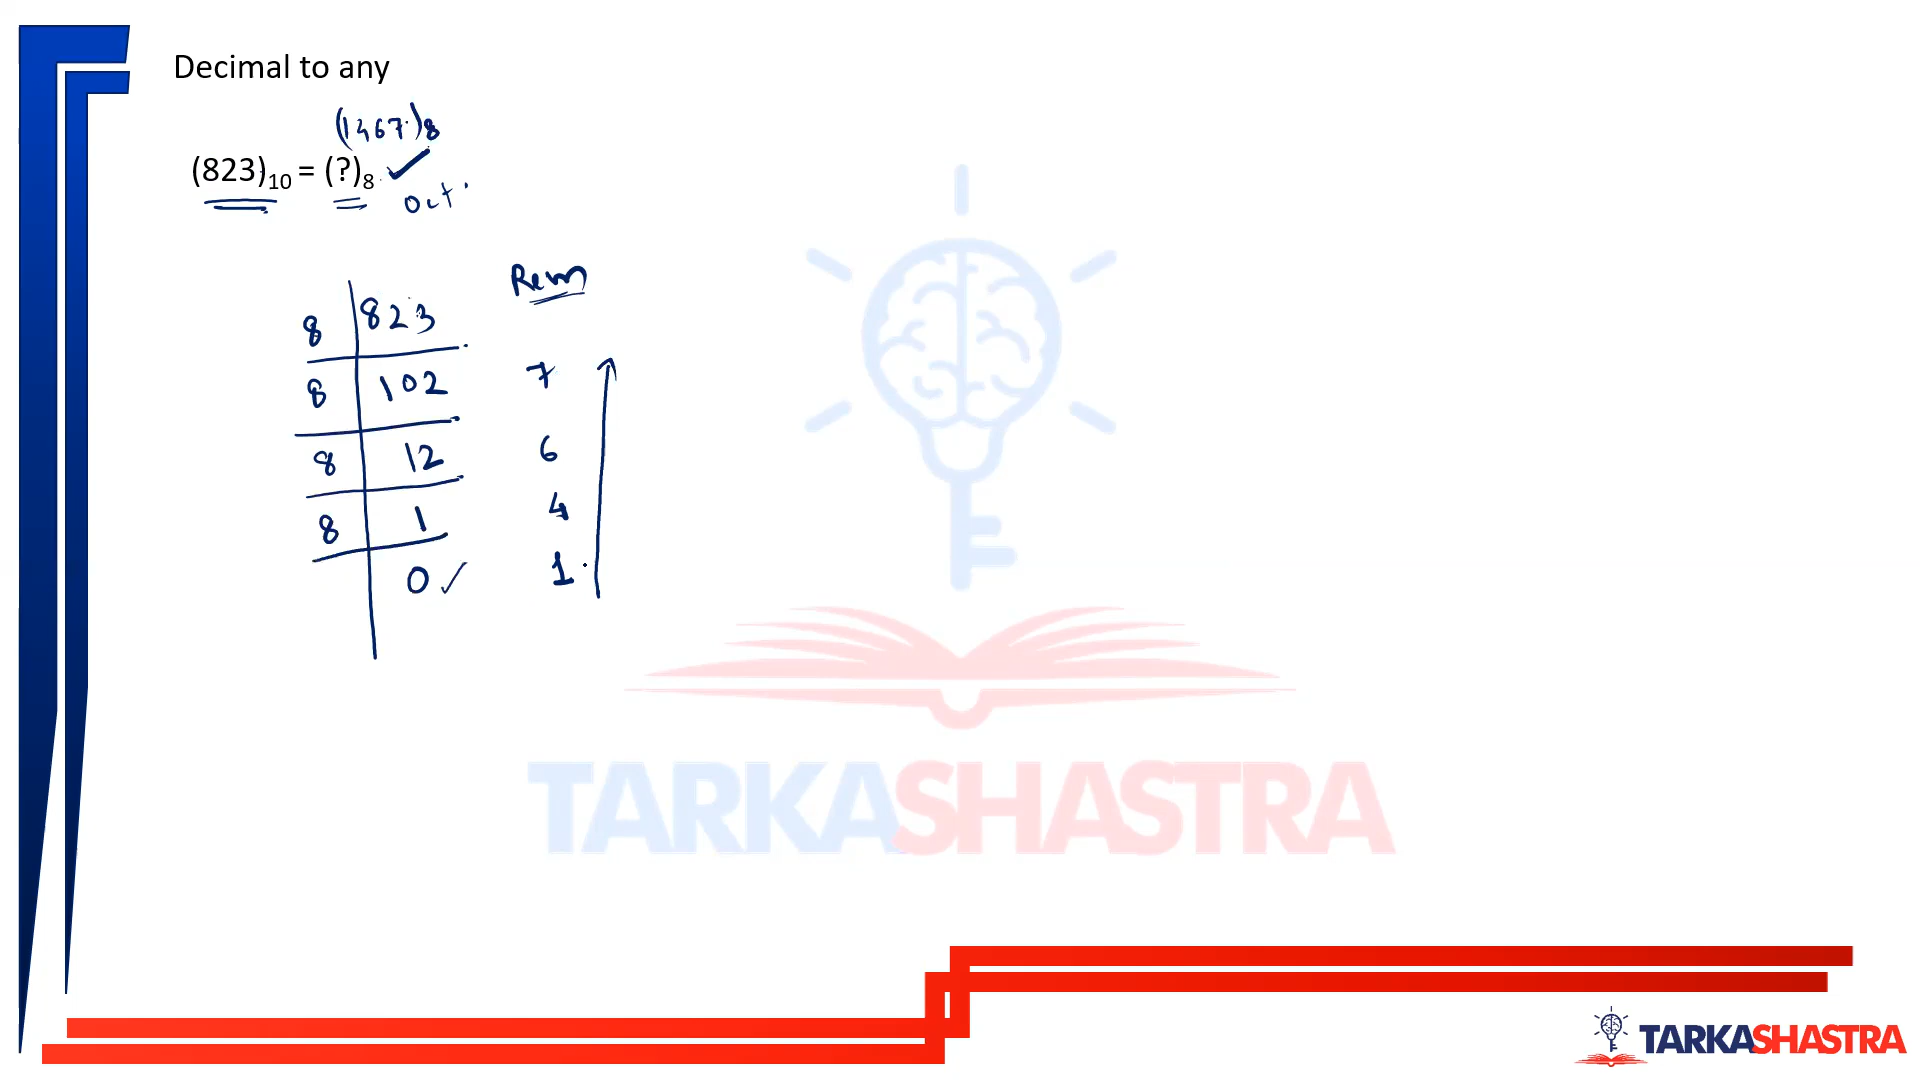 Decimal to any
(1467)8
(823)10 = (?)8
oct.
Rem
8 823
8 102 7
8 12 6
8 1 4
0 ✓ 1
TARKASHASTRA
TARKASHASTRA